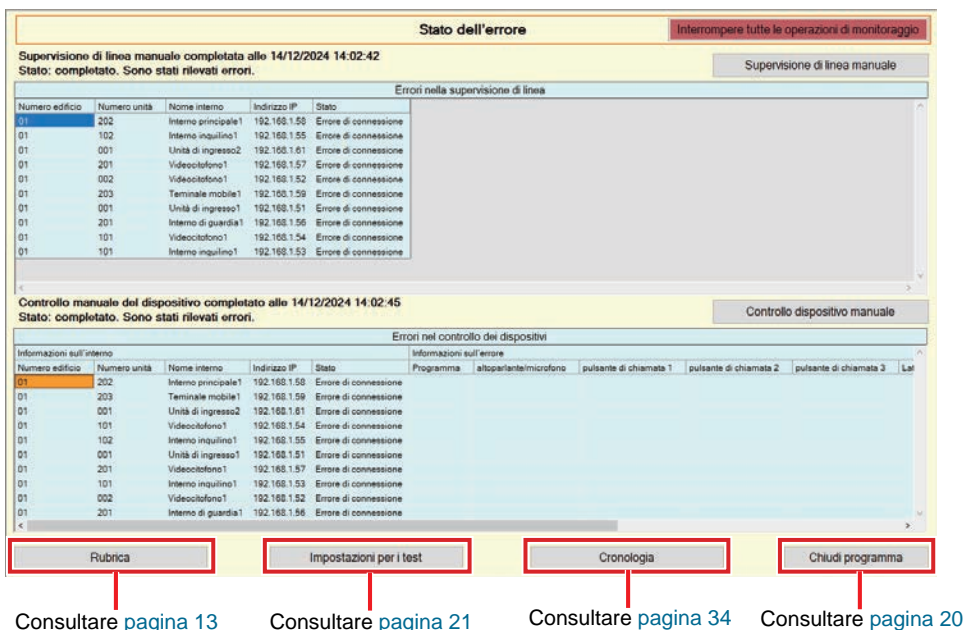 Stato dell'errore
Interrompere tutte le operazioni di monitoraggio
Supervisione di linea manuale completata alle 14/12/2024 14:02:42
Stato: completato. Sono stati rilevati errori.
Supervisione di linea manuale
Errori nella supervisione di linea
Numero edificio Numero unità Nome interno Indirizzo IP Stato
01 202 Interno principale1 192.168.1.58 Errore di connessione
01 102 Interno inquilino1 192.168.1.55 Errore di connessione
01 001 Unità di ingresso2 192.168.1.61 Errore di connessione
01 201 Videocitofono1 192.168.1.57 Errore di connessione
01 002 Videocitofono1 192.168.1.52 Errore di connessione
01 203 Teminale mobile1 192.168.1.59 Errore di connessione
01 001 Unità di ingresso1 192.168.1.51 Errore di connessione
01 201 Interno di guardia1 192.168.1.56 Errore di connessione
01 101 Videocitofono1 192.168.1.54 Errore di connessione
01 101 Interno inquilino1 192.168.1.53 Errore di connessione
Controllo manuale del dispositivo completato alle 14/12/2024 14:02:45
Stato: completato. Sono stati rilevati errori.
Controllo dispositivo manuale
Errori nel controllo dei dispositivi
Informazioni sull'interno Informazioni sull'errore
Numero edificio Numero unità Nome interno Indirizzo IP Stato Programma altoparlante/microfono pulsante di chiamata 1 pulsante di chiamata 2 pulsante di chiamata 3 Lat
01 202 Interno principale1 192.168.1.58 Errore di connessione
01 203 Teminale mobile1 192.168.1.59 Errore di connessione
01 001 Unità di ingresso2 192.168.1.61 Errore di connessione
01 101 Videocitofono1 192.168.1.54 Errore di connessione
01 102 Interno inquilino1 192.168.1.55 Errore di connessione
01 001 Unità di ingresso1 192.168.1.51 Errore di connessione
01 201 Videocitofono1 192.168.1.57 Errore di connessione
01 101 Interno inquilino1 192.168.1.53 Errore di connessione
01 002 Videocitofono1 192.168.1.52 Errore di connessione
01 201 Interno di guardia1 192.168.1.56 Errore di connessione
Rubrica Impostazioni per i test Cronologia Chiudi programma
Consultare pagina 13 Consultare pagina 21 Consultare pagina 34 Consultare pagina 20